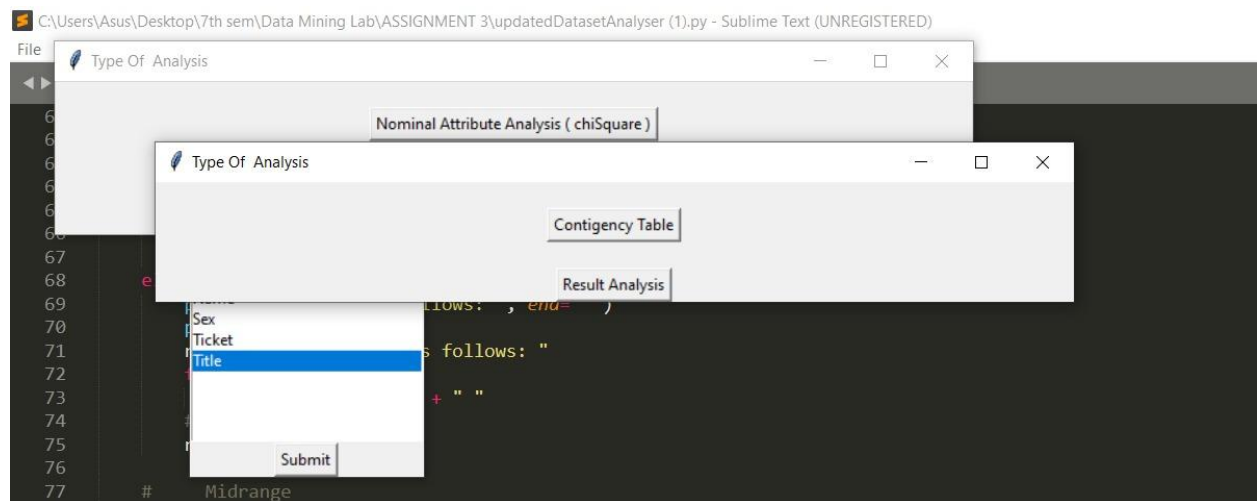 C:\Users\Asus\Desktop\7th sem\Data Mining Lab\ASSIGNMENT 3\updatedDatasetAnalyser (1).py - Sublime Text (UNREGISTERED)
File
Type Of Analysis
Nominal Attribute Analysis ( chiSquare )
Type Of Analysis
Contigency Table
Result Analysis
67
68 e
69 llows: ", end=" ")
Sex
70
Ticket
71 s follows: "
Title
72
73 + " "
74 #
75 r
Submit
76
77 # Midrange